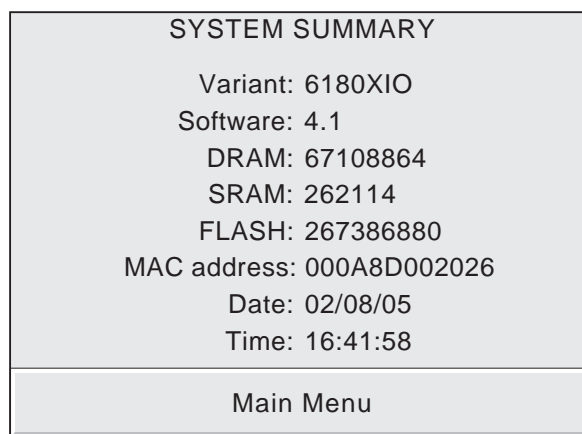 SYSTEM SUMMARY
Variant: 6180XIO
Software: 4.1
DRAM: 67108864
SRAM: 262114
FLASH: 267386880
MAC address: 000A8D002026
Date: 02/08/05
Time: 16:41:58
Main Menu